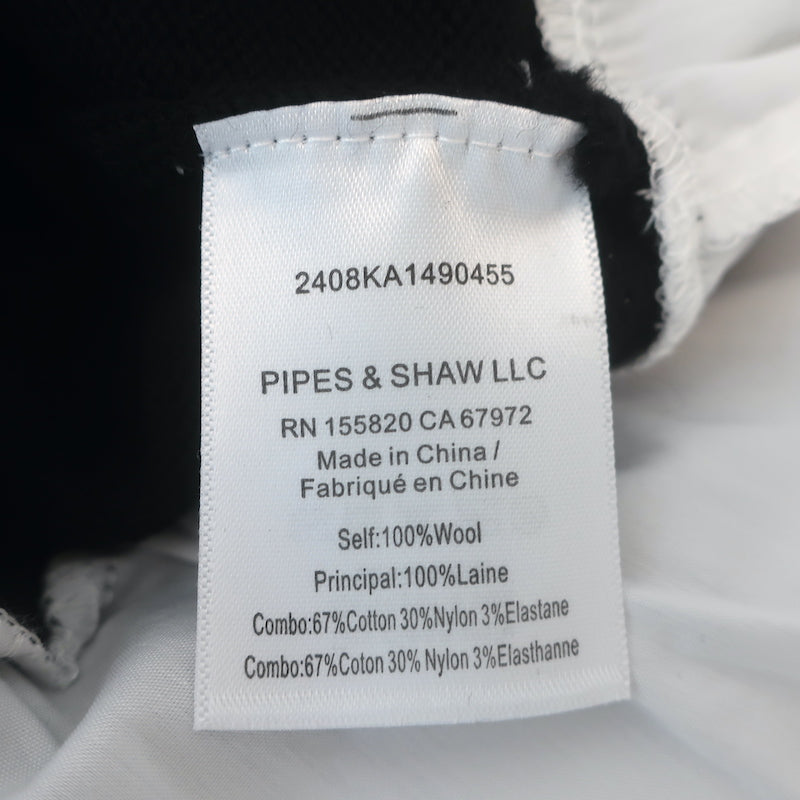 2408KA1490455
PIPES & SHAW LLC
RN 155820 CA 67972
Made in China /
Fabriqué en Chine
Self:100%Wool
Principal:100%Laine
Combo:67%Cotton 30%Nylon 3%Elastane
Combo:67%Coton 30% Nylon 3%Elasthanne